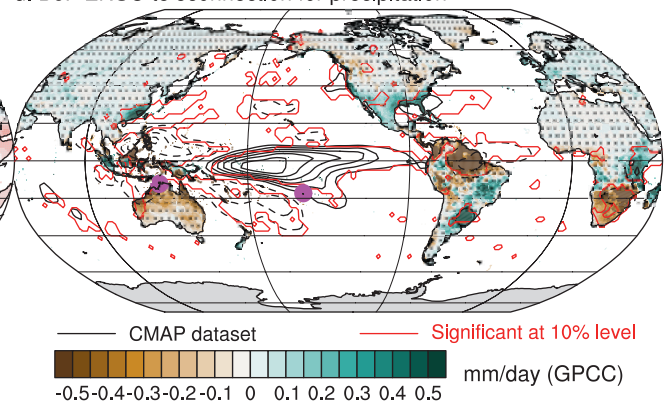 CMAP dataset
Significant at 10% level
-0.5-0.4-0.3-0.2-0.1 0 0.1 0.2 0.3 0.4 0.5
mm/day (GPCC)